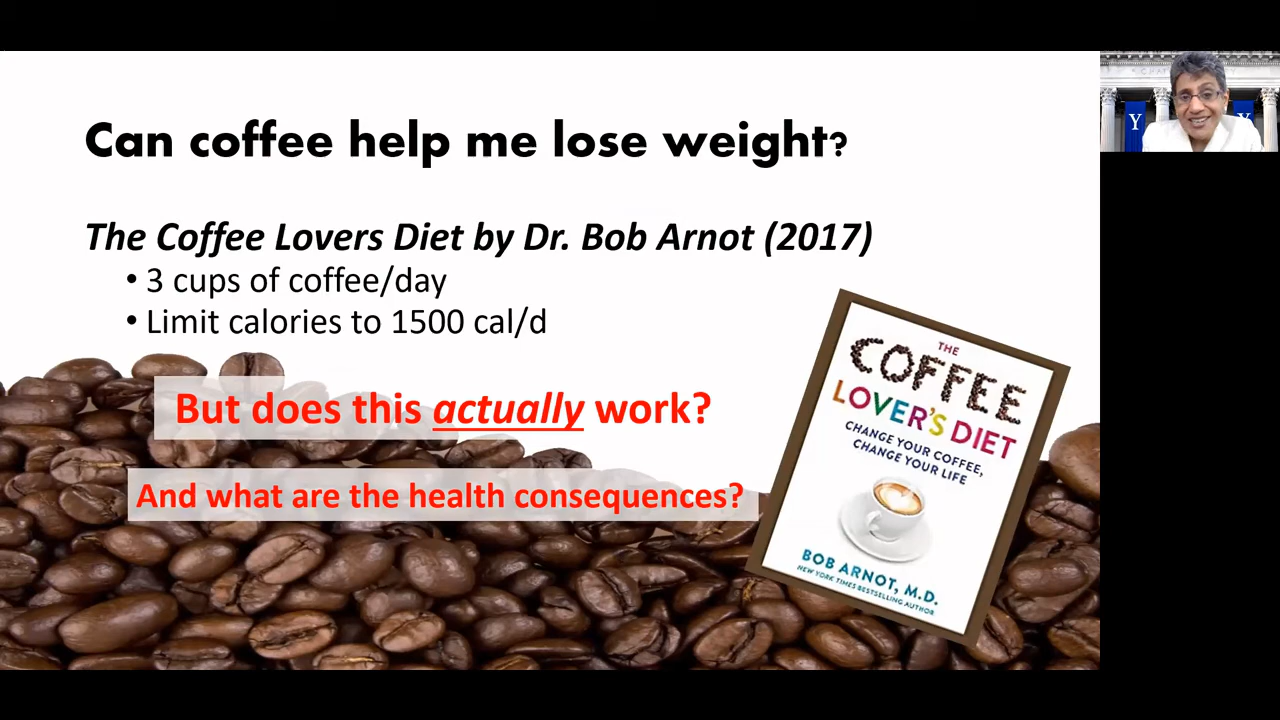 Can coffee help me lose weight?
The Coffee Lovers Diet by Dr. Bob Arnot (2017)
• 3 cups of coffee/day
• Limit calories to 1500 cal/d
But does this actually work?
And what are the health consequences?
THE
COFFEE
LOVER'S DIET
CHANGE YOUR COFFEE,
CHANGE YOUR LIFE
BOB ARNOT, M.D.
NEW YORK TIMES BESTSELLING AUTHOR
Y
Y